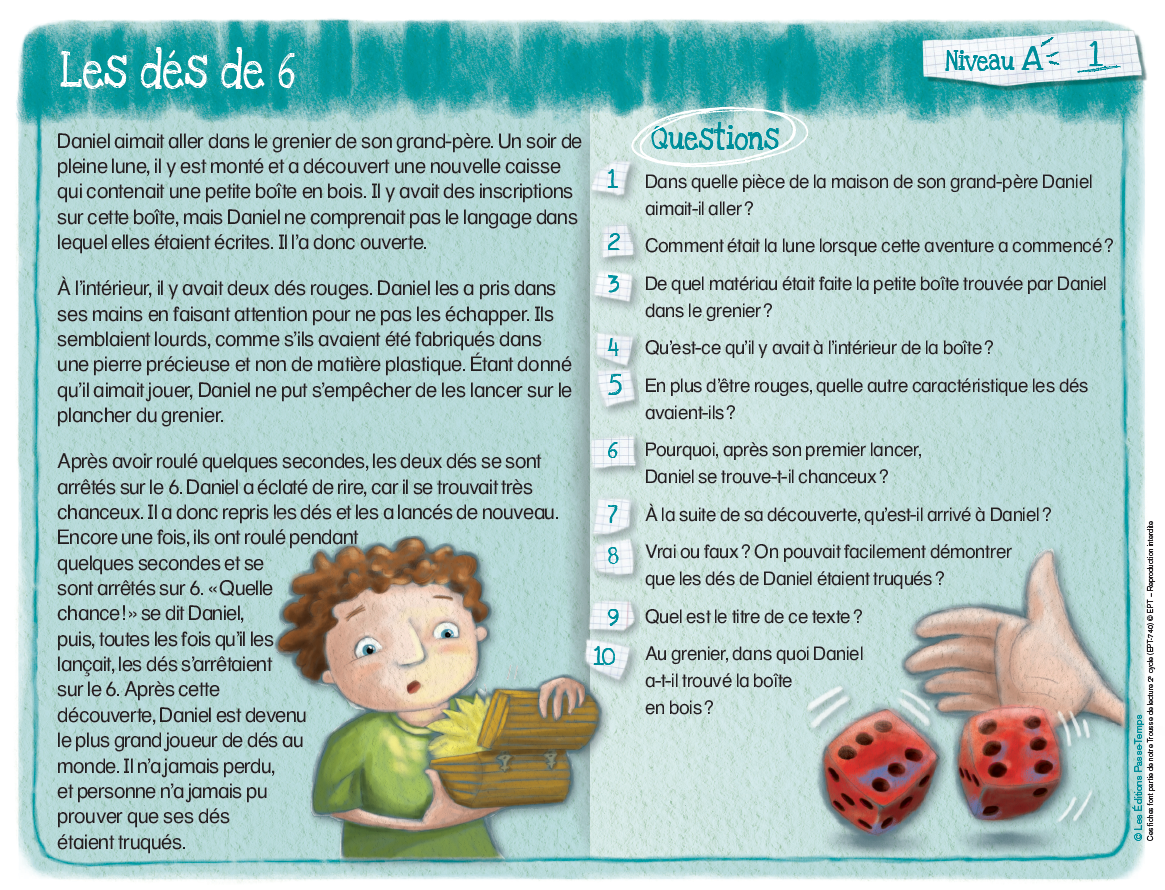 Les dés de 6
Niveau A 1
Daniel aimait aller dans le grenier de son grand-père. Un soir de
pleine lune, il y est monté et a découvert une nouvelle caisse
qui contenait une petite boîte en bois. Il y avait des inscriptions
sur cette boîte, mais Daniel ne comprenait pas le langage dans
lequel elles étaient écrites. Il l'a donc ouverte.
À l'intérieur, il y avait deux dés rouges. Daniel les a pris dans
ses mains en faisant attention pour ne pas les échapper. Ils
semblaient lourds, comme s'ils avaient été fabriqués dans
une pierre précieuse et non de matière plastique. Étant donné
qu'il aimait jouer, Daniel ne put s'empêcher de les lancer sur le
plancher du grenier.
Après avoir roulé quelques secondes, les deux dés se sont
arrêtés sur le 6. Daniel a éclaté de rire, car il se trouvait très
chanceux. Il a donc repris les dés et les a lancés de nouveau.
Encore une fois, ils ont roulé pendant
quelques secondes et se
sont arrêtés sur 6. «Quelle
chance!» se dit Daniel,
puis, toutes les fois qu'il les
lançait, les dés s'arrêtaient
sur le 6. Après cette
découverte, Daniel est devenu
le plus grand joueur de dés au
monde. Il n'a jamais perdu,
et personne n'a jamais pu
prouver que ses dés
étaient truqués.
Questions
1 Dans quelle pièce de la maison de son grand-père Daniel
aimait-il aller?
2 Comment était la lune lorsque cette aventure a commencé?
3 De quel matériau était faite la petite boîte trouvée par Daniel
dans le grenier?
4 Qu'est-ce qu'il y avait à l'intérieur de la boîte?
5 En plus d'être rouges, quelle autre caractéristique les dés
avaient-ils?
6 Pourquoi, après son premier lancer,
Daniel se trouve-t-il chanceux?
7 À la suite de sa découverte, qu'est-il arrivé à Daniel?
8 Vrai ou faux? On pouvait facilement démontrer
que les dés de Daniel étaient truqués?
9 Quel est le titre de ce texte?
10 Au grenier, dans quoi Daniel
a-t-il trouvé la boîte
en bois?
© Les Éditions Passe-Temps
Ces fiches font partie de notre Trousse de lecture 2e cycle (EPT-740) © EPT – Reproduction interdite